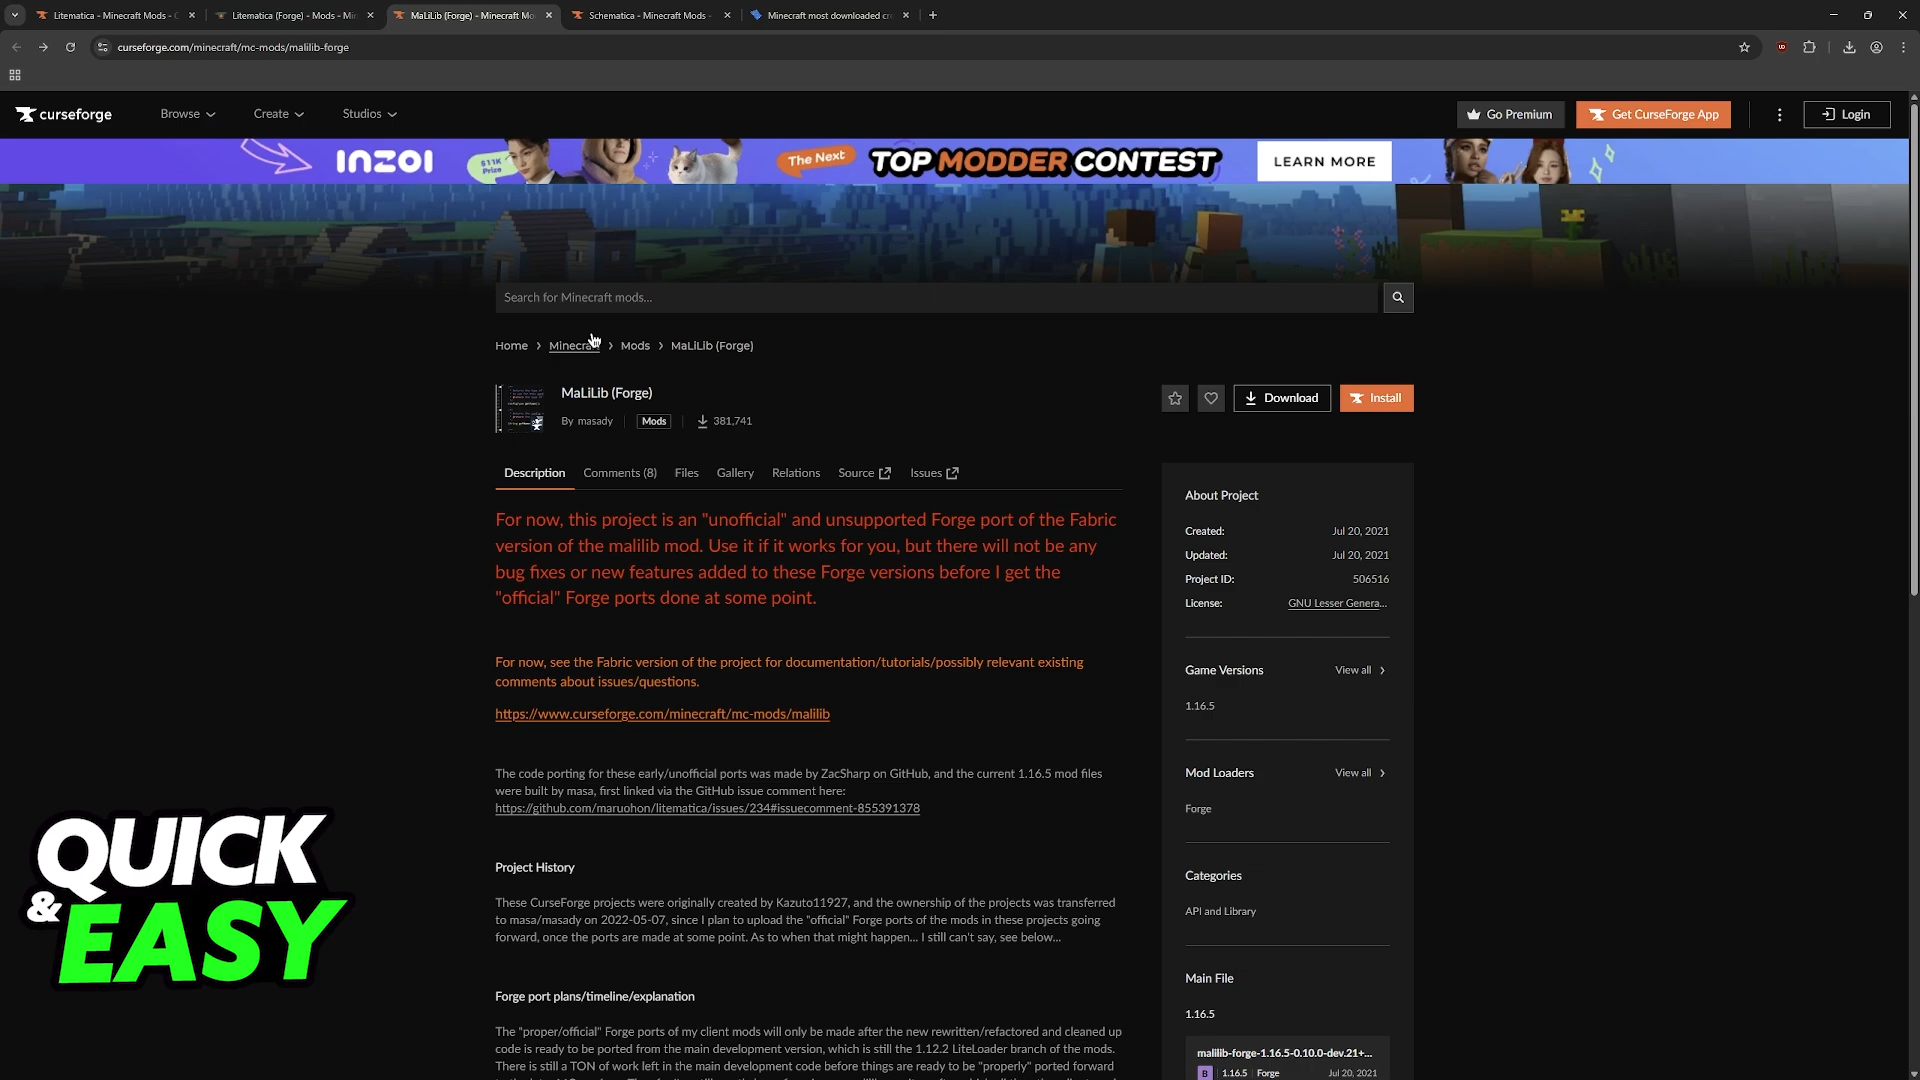 Litematica - Minecraft Mods - C
Litematica (Forge) - Mods - Min
MaLiLib (Forge) - Minecraft Mo
Schematica - Minecraft Mods -
Minecraft most downloaded cr
curseforge.com/minecraft/mc-mods/malilib-forge
curseforge
Browse
Create
Studios
Go Premium
Get CurseForge App
Login
INZOI
$11K
Prize
The Next
TOP MODDER CONTEST
LEARN MORE
Search for Minecraft mods...
Home > Minecraft > Mods > MaLiLib (Forge)
MaLiLib (Forge)
By masady
Mods
381,741
Download
Install
Description
Comments (8)
Files
Gallery
Relations
Source
Issues
For now, this project is an "unofficial" and unsupported Forge port of the Fabric
version of the malilib mod. Use it if it works for you, but there will not be any
bug fixes or new features added to these Forge versions before I get the
"official" Forge ports done at some point.
For now, see the Fabric version of the project for documentation/tutorials/possibly relevant existing
comments about issues/questions.
https://www.curseforge.com/minecraft/mc-mods/malilib
The code porting for these early/unofficial ports was made by ZacSharp on GitHub, and the current 1.16.5 mod files
were built by masa, first linked via the GitHub issue comment here:
https://github.com/maruohon/litematica/issues/234#issuecomment-855391378
Project History
These CurseForge projects were originally created by Kazuto11927, and the ownership of the projects was transferred
to masa/masady on 2022-05-07, since I plan to upload the "official" Forge ports of the mods in these projects going
forward, once the ports are made at some point. As to when that might happen... I still can't say, see below...
Forge port plans/timeline/explanation
The "proper/official" Forge ports of my client mods will only be made after the new rewritten/refactored and cleaned up
code is ready to be ported from the main development version, which is still the 1.12.2 LiteLoader branch of the mods.
There is still a TON of work left in the main development code before things are ready to be "properly" ported forward
About Project
Created: Jul 20, 2021
Updated: Jul 20, 2021
Project ID: 506516
License: GNU Lesser Genera...
Game Versions
View all >
1.16.5
Mod Loaders
View all >
Forge
Categories
API and Library
Main File
1.16.5
malilib-forge-1.16.5-0.10.0-dev.21+...
B 1.16.5 Forge Jul 20, 2021
QUICK
& EASY